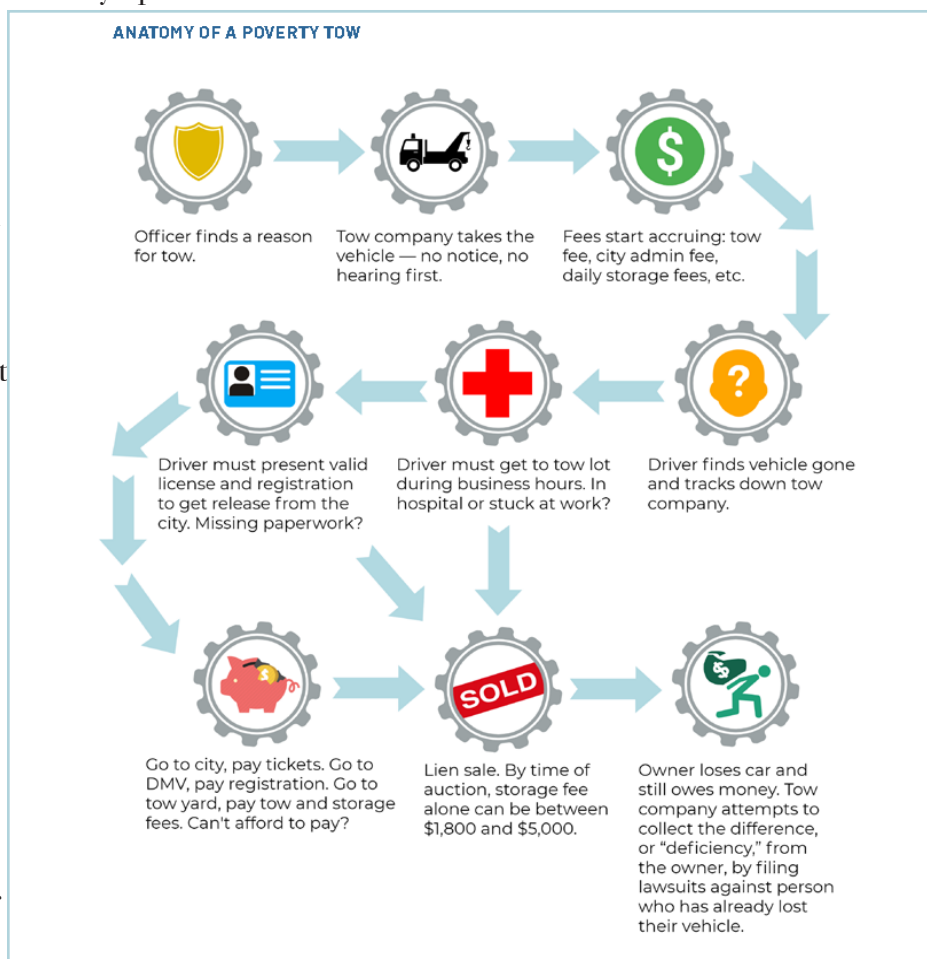 ANATOMY OF A POVERTY TOW
$
Officer finds a reason
for tow.
Tow company takes the
vehicle — no notice, no
hearing first.
Fees start accruing: tow
fee, city admin fee,
daily storage fees, etc.
?
Driver finds vehicle gone
and tracks down tow
company.
Driver must get to tow lot
during business hours. In
hospital or stuck at work?
Driver must present valid
license and registration
to get release from the
city. Missing paperwork?
$
Go to city, pay tickets. Go to
DMV, pay registration. Go to
tow yard, pay tow and storage
fees. Can't afford to pay?
SOLD
Lien sale. By time of
auction, storage fee
alone can be between
$1,800 and $5,000.
$
Owner loses car and
still owes money. Tow
company attempts to
collect the difference,
or “deficiency,” from
the owner, by filing
lawsuits against person
who has already lost
their vehicle.
t